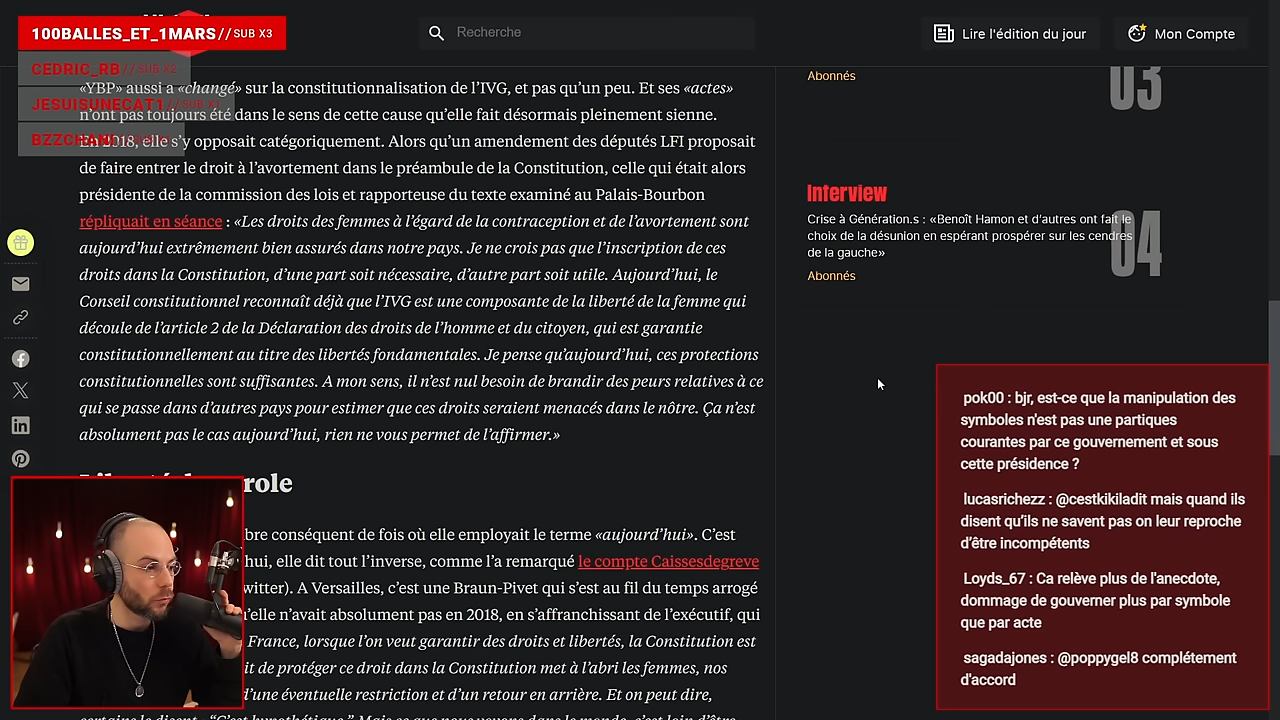 100BALLES_ET_1MARS//SUB X3
CEDRIC_RB//SUB X2
JESUISUNECAT1//SUB X1
Recherche
Lire l'édition du jour
Mon Compte
«YBP» aussi a «changé» sur la constitutionnalisation de l'IVG, et pas qu'un peu. Et ses «actes»
n'ont pas toujours été dans le sens de cette cause qu'elle fait désormais pleinement sienne.
En 2018, elle s'y opposait catégoriquement. Alors qu'un amendement des députés LFI proposait
de faire entrer le droit à l'avortement dans le préambule de la Constitution, celle qui était alors
présidente de la commission des lois et rapporteuse du texte examiné au Palais-Bourbon
répliquait en séance : «Les droits des femmes à l'égard de la contraception et de l'avortement sont
aujourd'hui extrêmement bien assurés dans notre pays. Je ne crois pas que l'inscription de ces
droits dans la Constitution, d'une part soit nécessaire, d'autre part soit utile. Aujourd'hui, le
Conseil constitutionnel reconnaît déjà que l'IVG est une composante de la liberté de la femme qui
découle de l'article 2 de la Déclaration des droits de l'homme et du citoyen, qui est garantie
constitutionnellement au titre des libertés fondamentales. Je pense qu'aujourd'hui, ces protections
constitutionnelles sont suffisantes. A mon sens, il n'est nul besoin de brandir des peurs relatives à ce
qui se passe dans d'autres pays pour estimer que ces droits seraient menacés dans le nôtre. Ça n'est
absolument pas le cas aujourd'hui, rien ne vous permet de l'affirmer.»
role
bre conséquent de fois où elle employait le terme «aujourd'hui». C'est
hui, elle dit tout l'inverse, comme l'a remarqué le compte Caissesdegreve
witter). A Versailles, c'est une Braun-Pivet qui s'est au fil du temps arrogé
'elle n'avait absolument pas en 2018, en s'affranchissant de l'exécutif, qui
France, lorsque l'on veut garantir des droits et libertés, la Constitution est
it de protéger ce droit dans la Constitution met à l'abri les femmes, nos
d'une éventuelle restriction et d'un retour en arrière. Et on peut dire,
Abonnés
03
Interview
Crise à Génération.s : «Benoît Hamon et d'autres ont fait le
choix de la désunion en espérant prospérer sur les cendres
de la gauche»
04
Abonnés
pok00 : bjr, est-ce que la manipulation des
symboles n'est pas une partiques
courantes par ce gouvernement et sous
cette présidence ?
lucasrichezz : @cestkikiladit mais quand ils
disent qu'ils ne savent pas on leur reproche
d'être incompétents
Loyds_67 : Ca relève plus de l'anecdote,
dommage de gouverner plus par symbole
que par acte
sagadajones : @poppygel8 complétement
d'accord